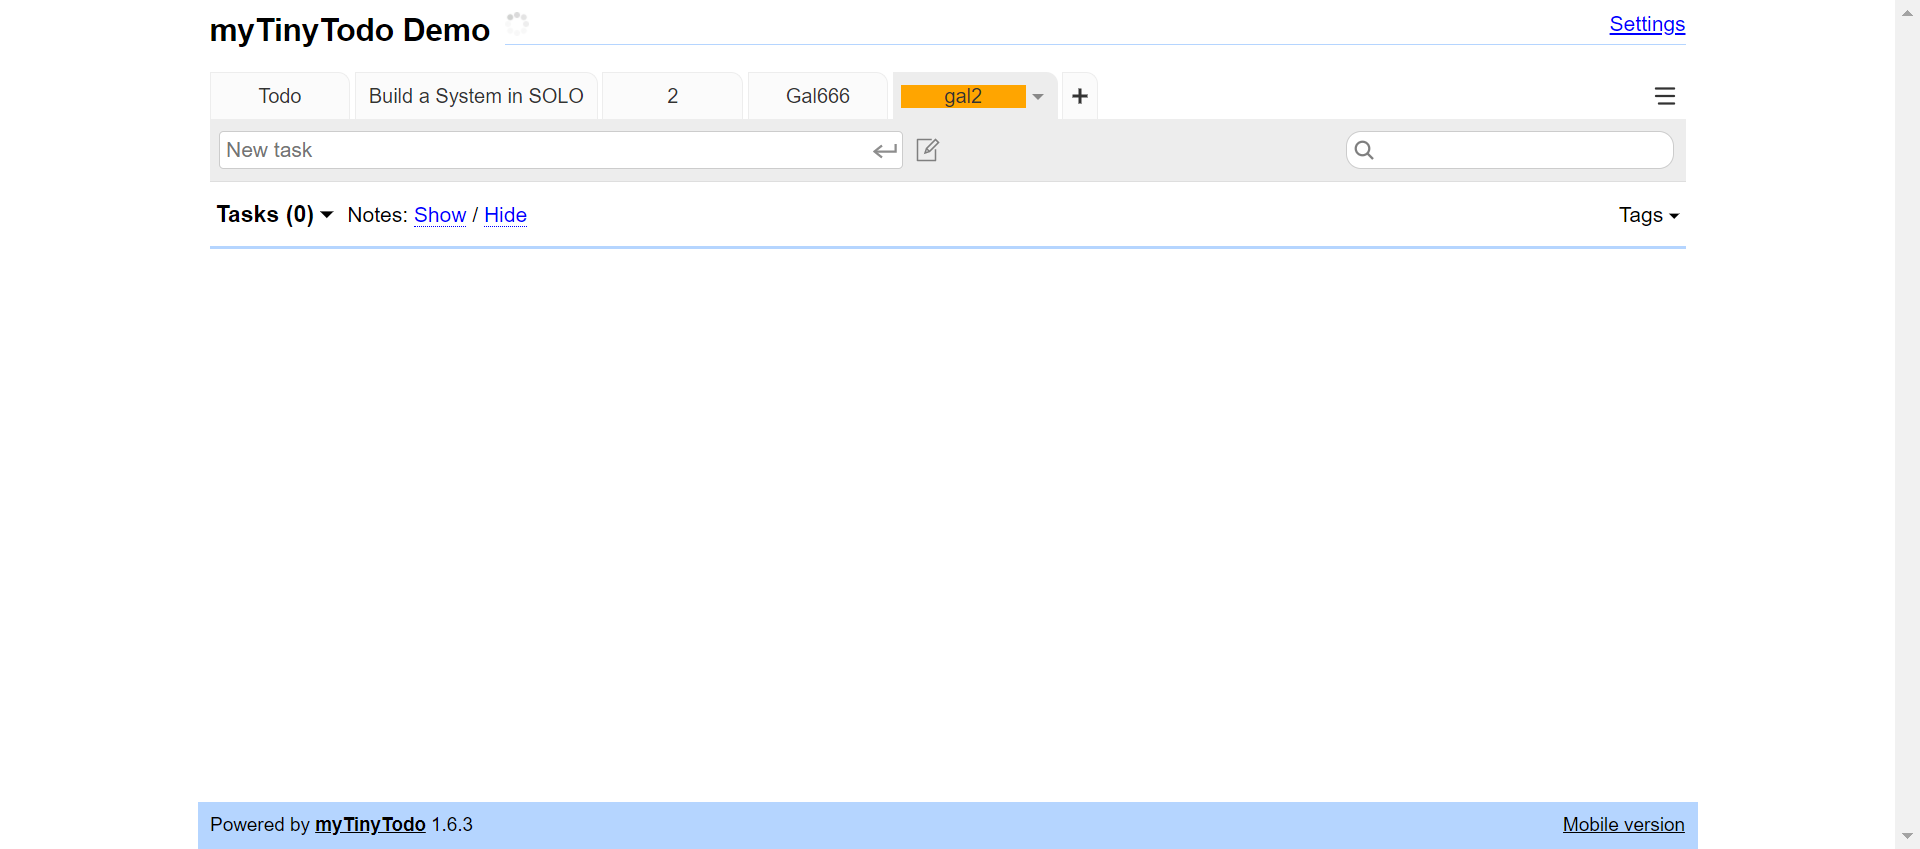 myTinyTodo Demo
Settings
Todo
Build a System in SOLO
2
Gal666
gal2
New task
Tasks (0) Notes: Show / Hide
Tags
Powered by myTinyTodo 1.6.3
Mobile version